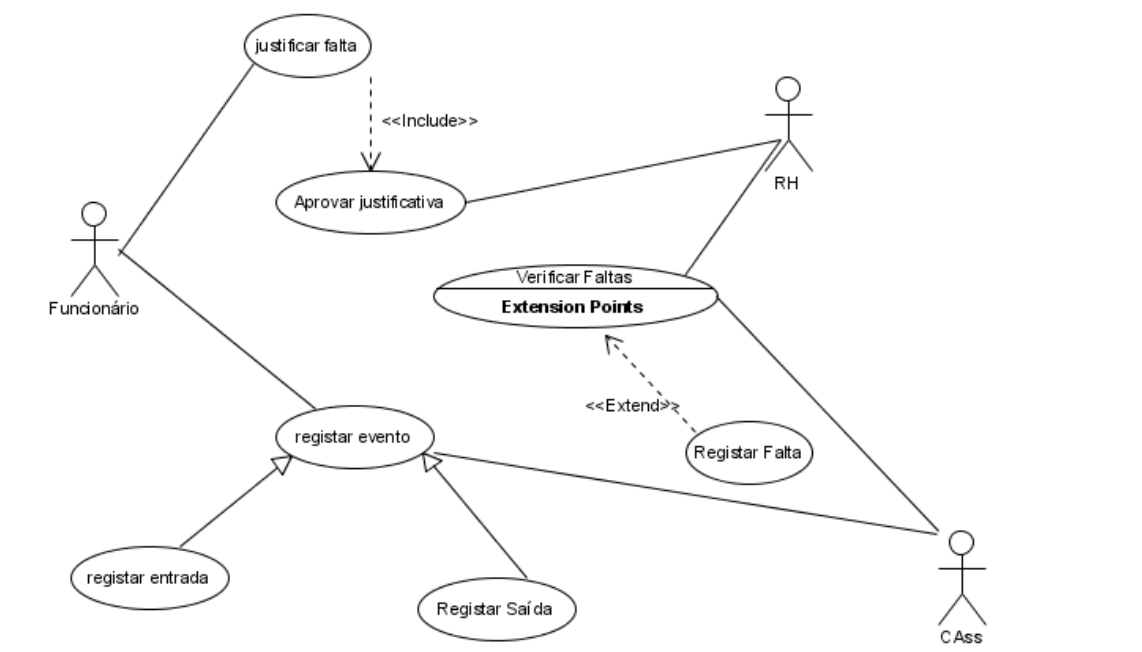 justificar falta
<<Include>>
RH
Aprovar justificativa
Verificar Faltas
Extension Points
Funcionário
<<Extend>>
registar evento
Registar Falta
registar entrada
Registar Saída
CAss